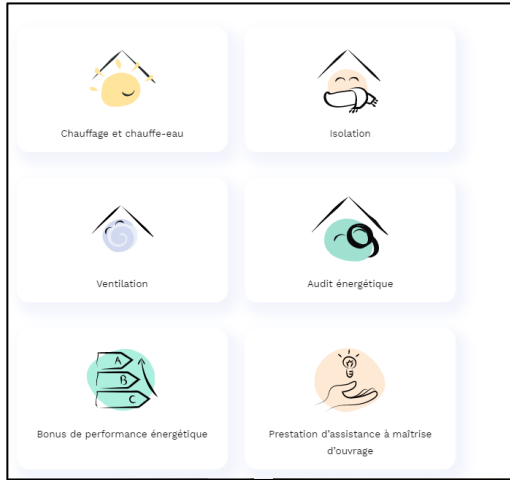 Chauffage et chauffe-eau
Isolation
Ventilation
Audit énergétique
A
B
C
Bonus de performance énergétique
Prestation d'assistance à maîtrise
d'ouvrage